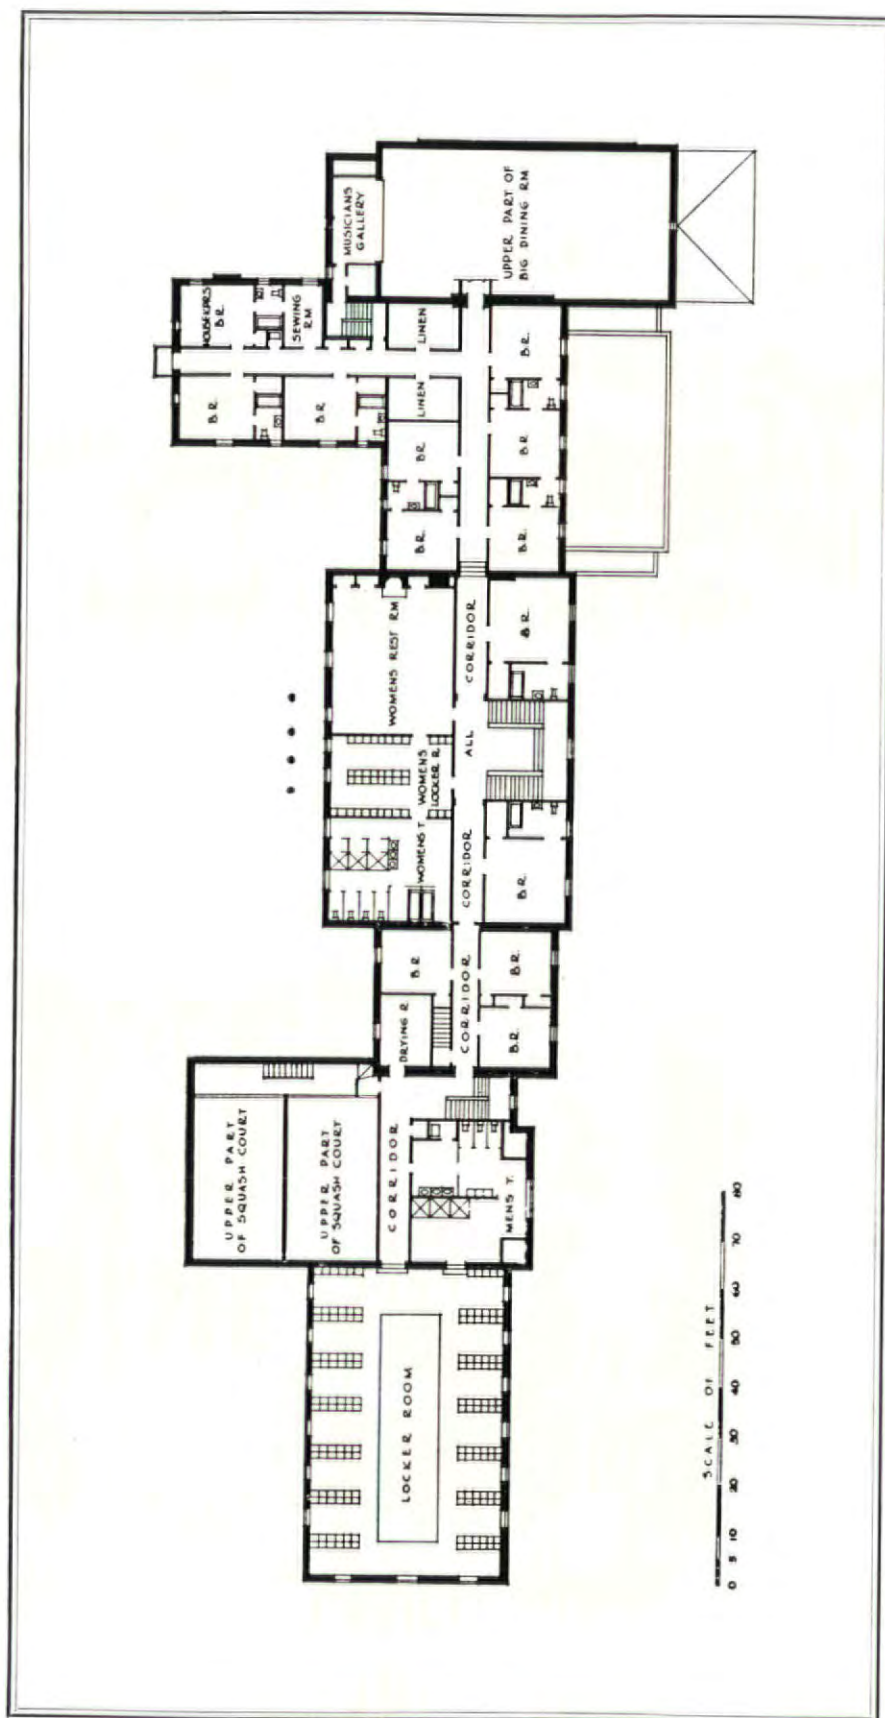 MUSICIANS
GALLERY
UPPER PART OF
BIG DINING RM
HOUSEKPRS
B.R.
SEWING
RM
LINEN
B.R.
B.R.
B.R.
LINEN
B.R.
B.R.
B.R.
B.R.
WOMENS REST RM
CORRIDOR
B.R.
WOMENS
LOCKER R.
ALL
WOMENS T.
CORRIDOR
B.R.
B.R.
CORRIDOR
B.R.
DRYING R.
B.R.
UPPER PART
OF SQUASH COURT
UPPER PART
OF SQUASH COURT
CORRIDOR
MENS T.
LOCKER ROOM
SCALE OF FEET
0 5 10 20 30 40 50 60 70 80